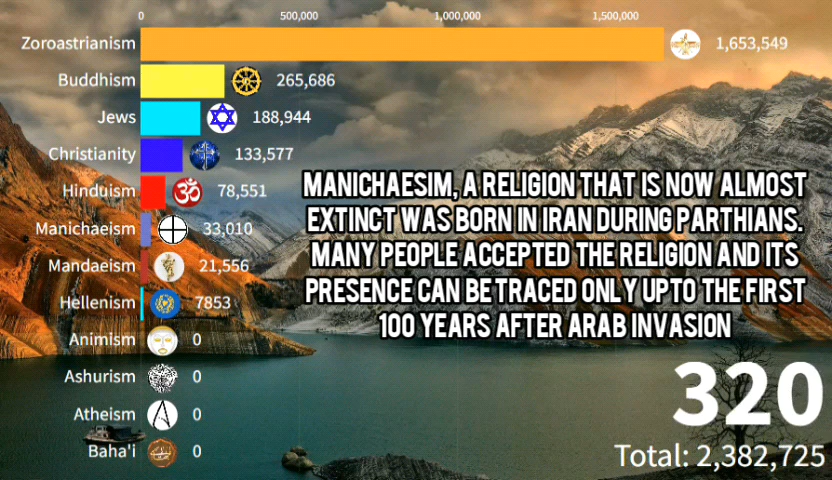 0 500,000 1,000,000 1,500,000
Zoroastrianism 1,653,549
Buddhism 265,686
Jews 188,944
Christianity 133,577
Hinduism 78,551
Manichaeism 33,010
Mandaeism 21,556
Hellenism 7853
Animism 0
Ashurism 0
Atheism 0
Baha'i 0
MANICHAESIM, A RELIGION THAT IS NOW ALMOST
EXTINCT WAS BORN IN IRAN DURING PARTHIANS.
MANY PEOPLE ACCEPTED THE RELIGION AND ITS
PRESENCE CAN BE TRACED ONLY UPTO THE FIRST
100 YEARS AFTER ARAB INVASION
320
Total: 2,382,725